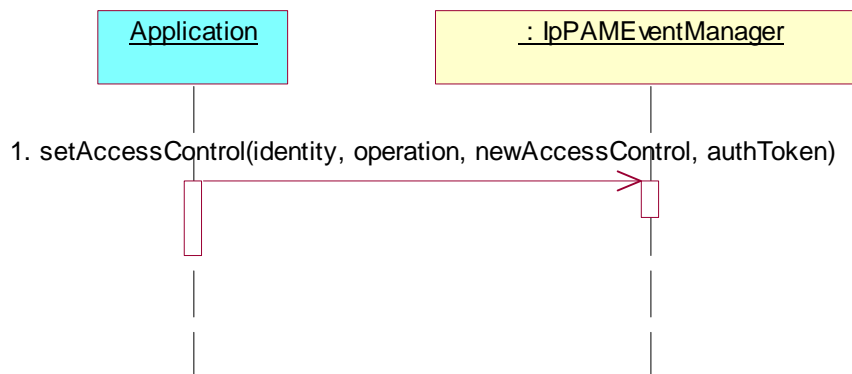 Application
: IpPAMEventManager
1. setAccessControl(identity, operation, newAccessControl, authToken)